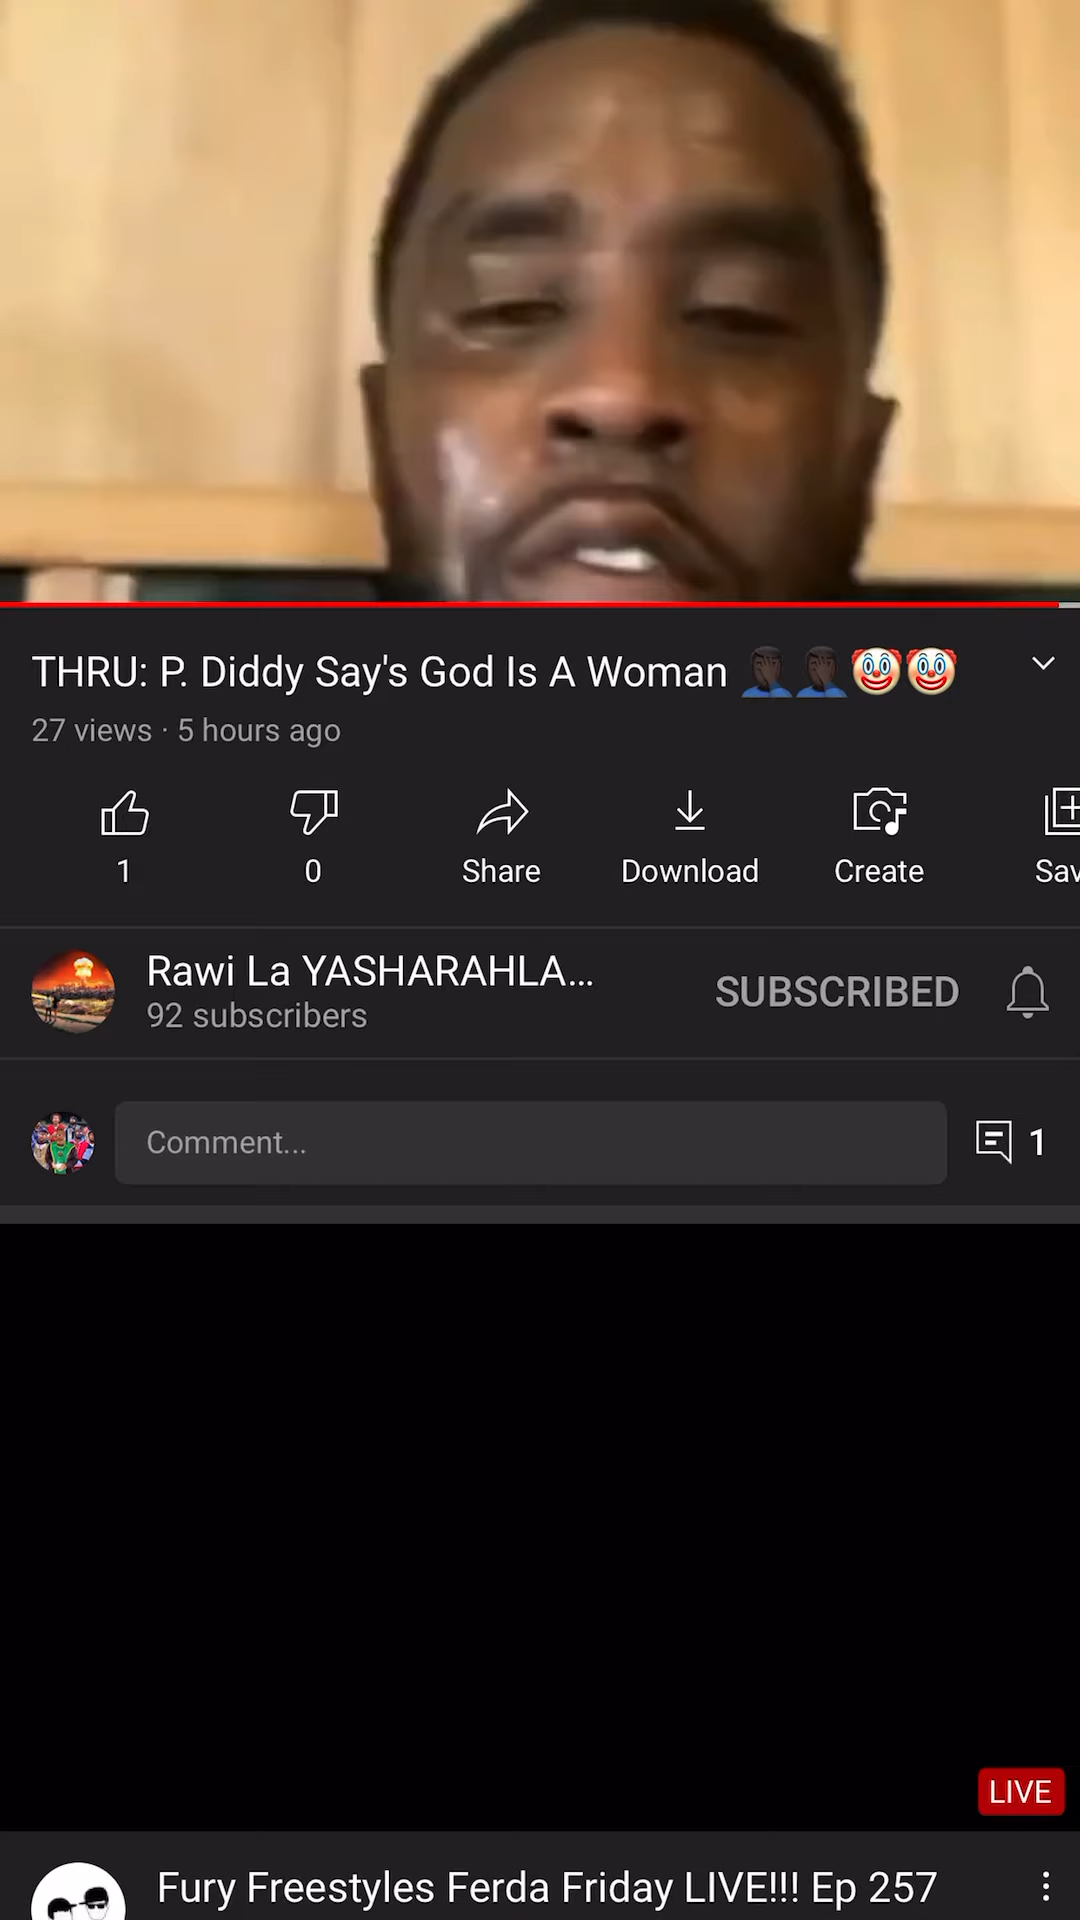 THRU: P. Diddy Say's God Is A Woman 🤦🏿‍♂️🤦🏿‍♂️🤡🤡
27 views · 5 hours ago
1
0
Share
Download
Create
Sav
Rawi La YASHARAHLA...
92 subscribers
SUBSCRIBED
Comment...
1
LIVE
Fury Freestyles Ferda Friday LIVE!!! Ep 257